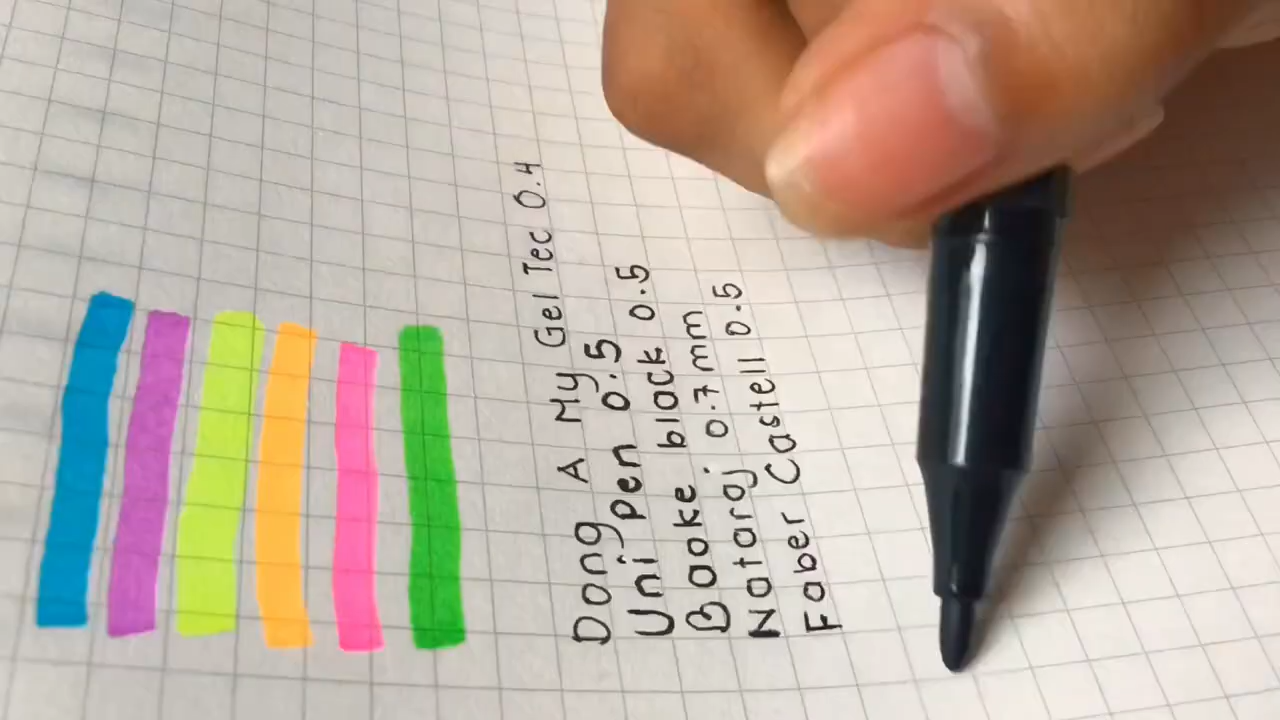 Dong A My Gel Tec 0.4
Uni pen 0.5
Baoke black 0.5
Nataraj 0.7mm
Faber Castell 0.5